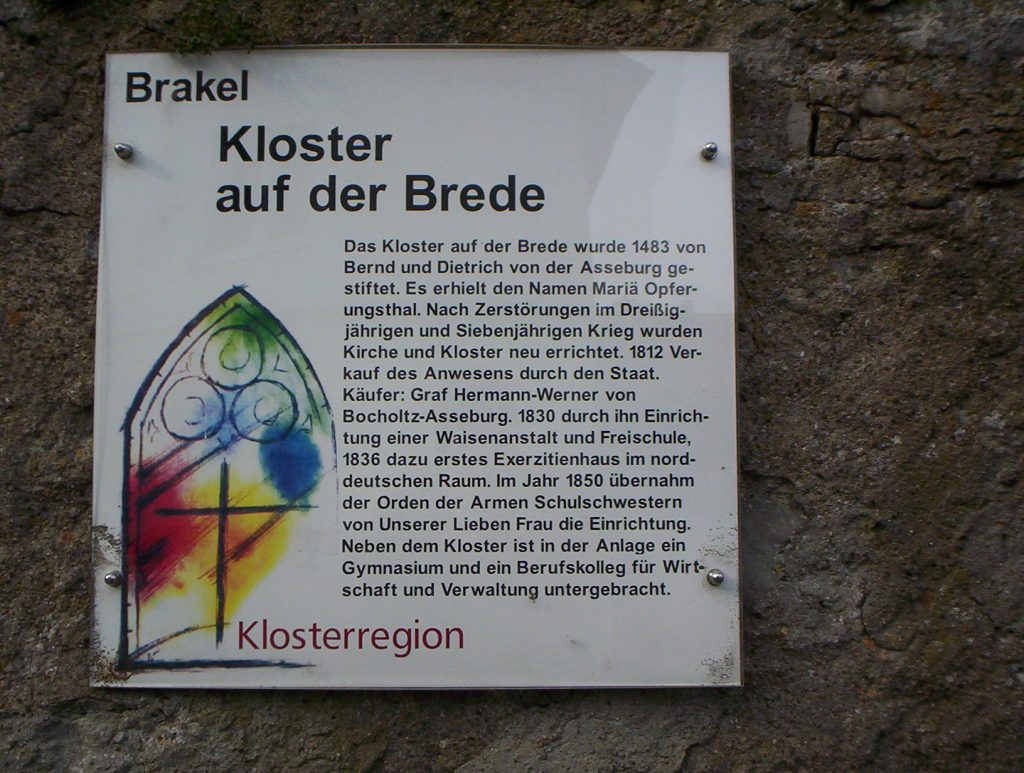 Brakel
Kloster
auf der Brede
Das Kloster auf der Brede wurde 1483 von
Bernd und Dietrich von der Asseburg ge-
stiftet. Es erhielt den Namen Mariä Opfer-
ungsthal. Nach Zerstörungen im Dreißig-
jährigen und Siebenjährigen Krieg wurden
Kirche und Kloster neu errichtet. 1812 Ver-
kauf des Anwesens durch den Staat.
Käufer: Graf Hermann-Werner von
Bocholtz-Asseburg. 1830 durch ihn Einrich-
tung einer Waisenanstalt und Freischule,
1836 dazu erstes Exerzitienhaus im nord-
deutschen Raum. Im Jahr 1850 übernahm
der Orden der Armen Schulschwestern
von Unserer Lieben Frau die Einrichtung.
Neben dem Kloster ist in der Anlage ein
Gymnasium und ein Berufskolleg für Wirt-
schaft und Verwaltung untergebracht.
Klosterregion